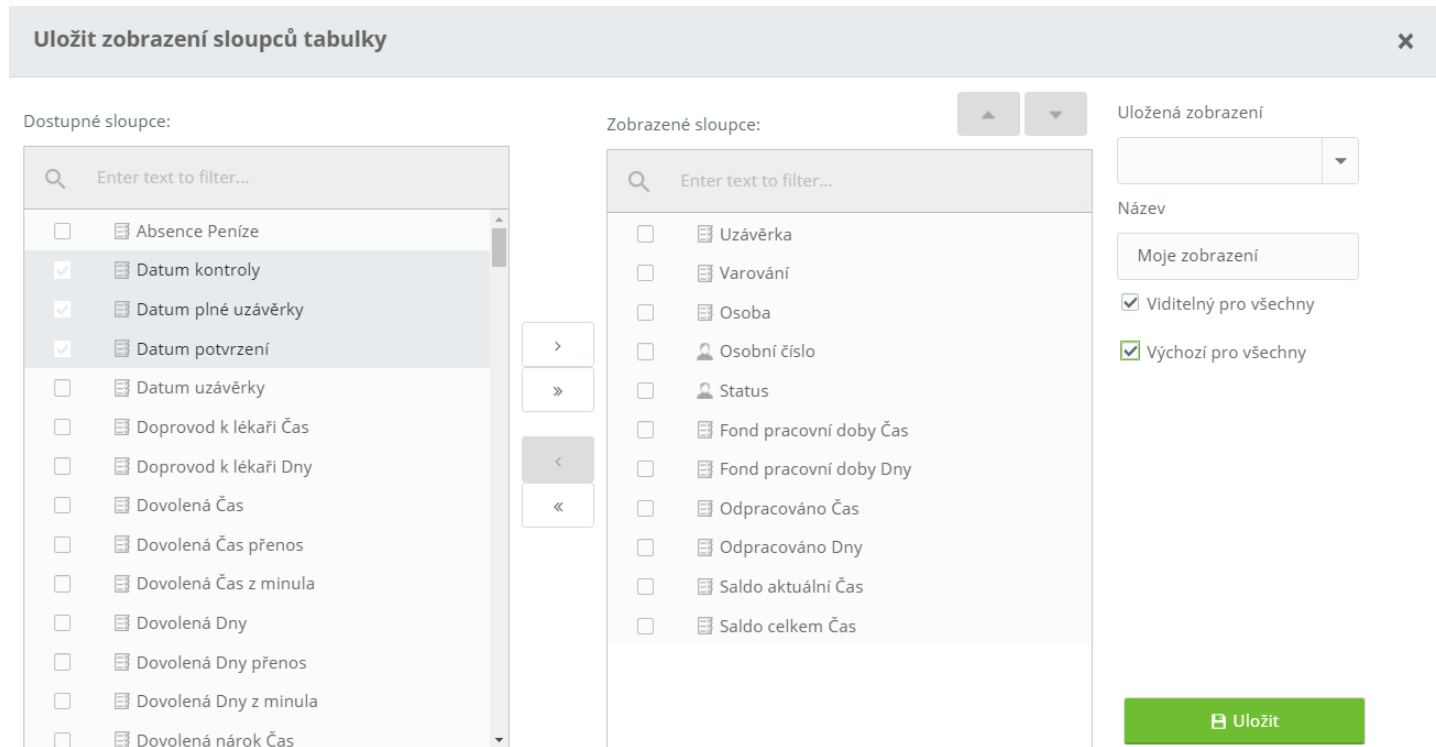 Uložit zobrazení sloupců tabulky
Dostupné sloupce:
Enter text to filter...
Absence Peníze
Datum kontroly
Datum plné uzávěrky
Datum potvrzení
Datum uzávěrky
Doprovod k lékaři Čas
Doprovod k lékaři Dny
Dovolená Čas
Dovolená Čas přenos
Dovolená Čas z minula
Dovolená Dny
Dovolená Dny přenos
Dovolená Dny z minula
Dovolená nárok Čas
Zobrazené sloupce:
Enter text to filter...
Uzávěrka
Varování
Osoba
Osobní číslo
Status
Fond pracovní doby Čas
Fond pracovní doby Dny
Odpracováno Čas
Odpracováno Dny
Saldo aktuální Čas
Saldo celkem Čas
Uložená zobrazení
Název
Moje zobrazení
Viditelný pro všechny
Výchozí pro všechny
Uložit